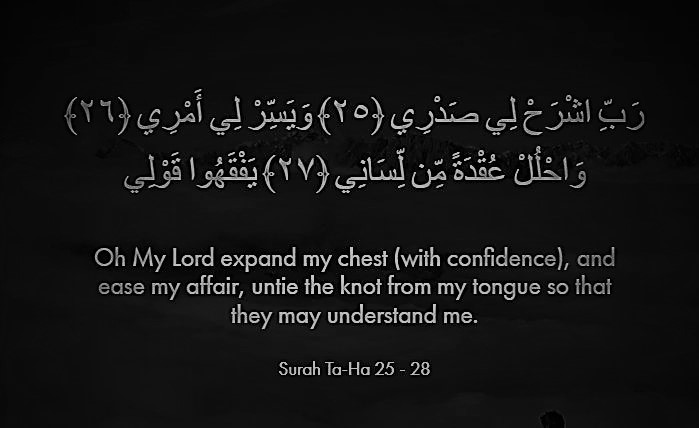 رَبِّ اشْرَحْ لِي صَدْرِي ﴿٢٥﴾ وَيَسِّرْ لِي أَمْرِي ﴿٢٦﴾
وَاحْلُلْ عُقْدَةً مِّن لِّسَانِي ﴿٢٧﴾ يَفْقَهُوا قَوْلِي
Oh My Lord expand my chest (with confidence), and
ease my affair, untie the knot from my tongue so that
they may understand me.
Surah Ta-Ha 25 - 28